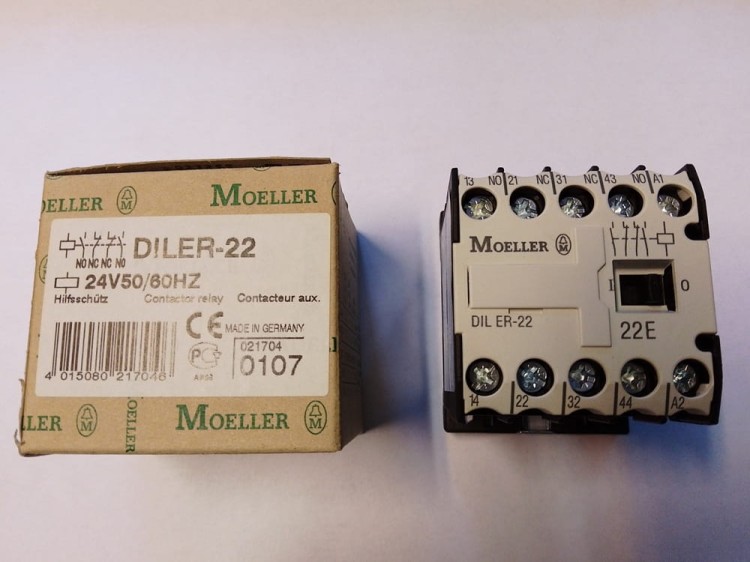 ELLER M MOELLER
DILER-22
NO NC NC NO
24V50/60HZ
Hilfsschütz Contactor relay Contacteur aux.
CE MADE IN GERMANY
021704
0107
4 015080 217046
LLER M MOELLER M
MOELLER
13 NO 21 NC 31 NC 43 NO A1
MOELLER M
I O
DIL ER-22
22E
14 22 32 44 A2